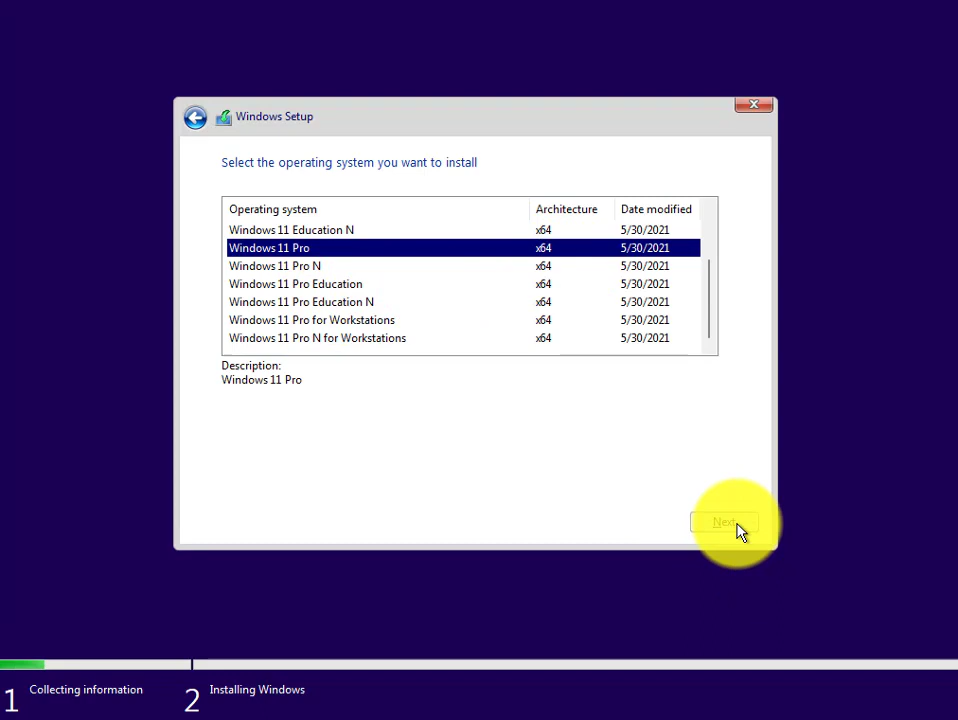 Windows Setup
Select the operating system you want to install
Operating system Architecture Date modified
Windows 11 Education N x64 5/30/2021
Windows 11 Pro x64 5/30/2021
Windows 11 Pro N x64 5/30/2021
Windows 11 Pro Education x64 5/30/2021
Windows 11 Pro Education N x64 5/30/2021
Windows 11 Pro for Workstations x64 5/30/2021
Windows 11 Pro N for Workstations x64 5/30/2021
Description:
Windows 11 Pro
Next
1 Collecting information 2 Installing Windows